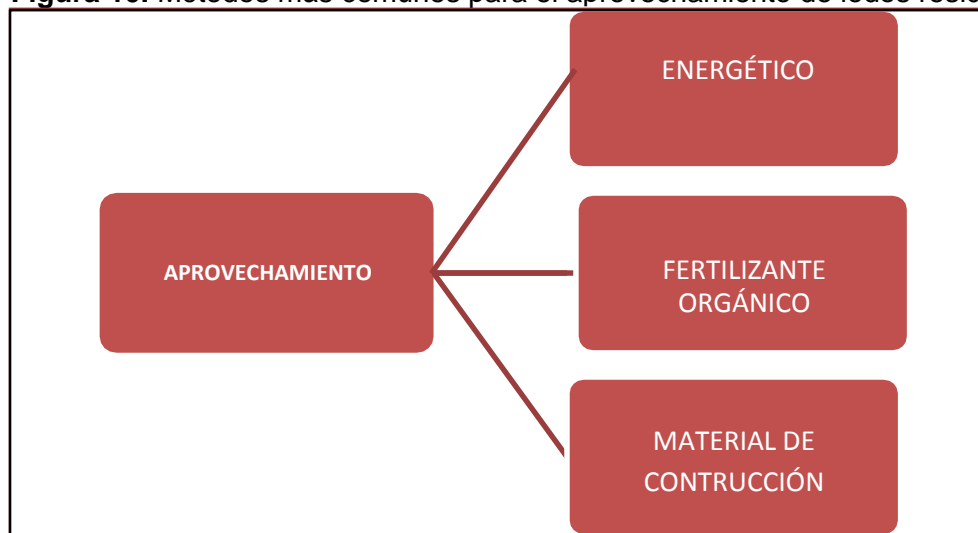 Métodos más comunes para el aprovechamiento de lodos
ENERGÉTICO
APROVECHAMIENTO
FERTILIZANTE
ORGÁNICO
MATERIAL DE
CONTRUCCIÓN